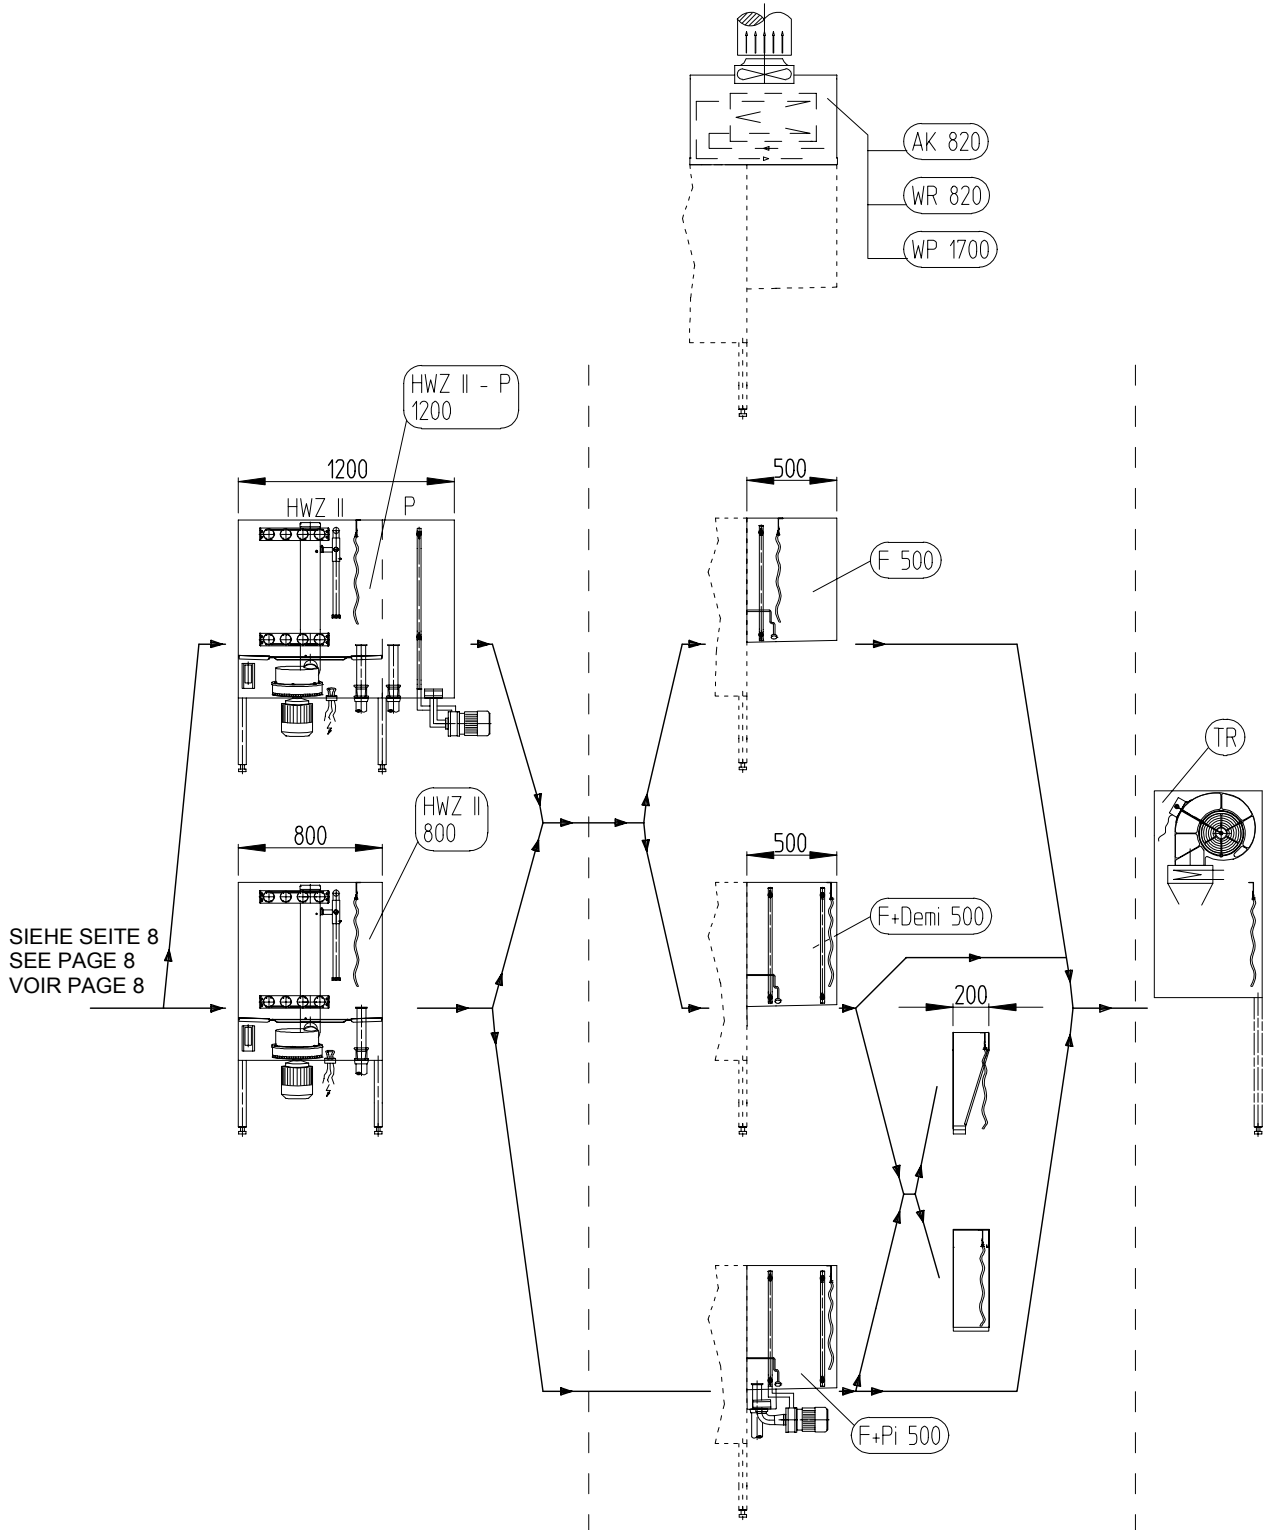 AK 820
WR 820
WP 1700
HWZ II - P
1200
1200
HWZ II
P
500
F 500
TR
HWZ II
800
800
500
F+Demi 500
SIEHE SEITE 8
SEE PAGE 8
VOIR PAGE 8
200
F+Pi 500